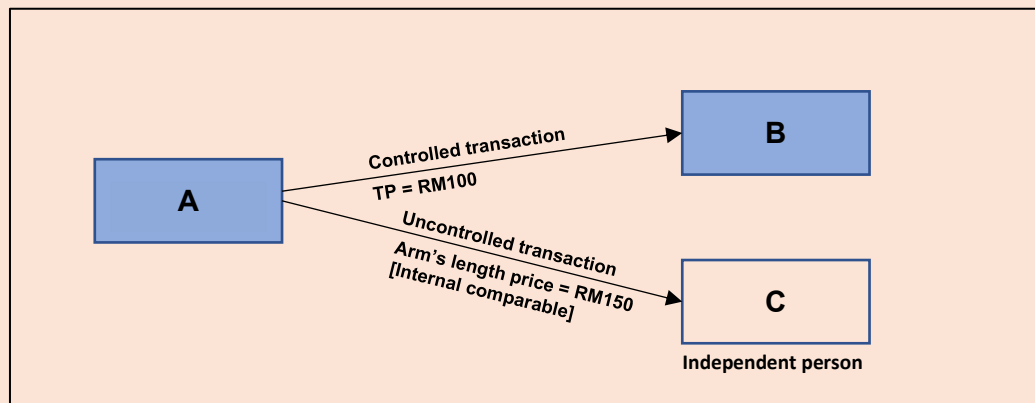 B
Controlled transaction
TP = RM100
A
Uncontrolled transaction
Arm's length price = RM150
[Internal comparable]
C
Independent person